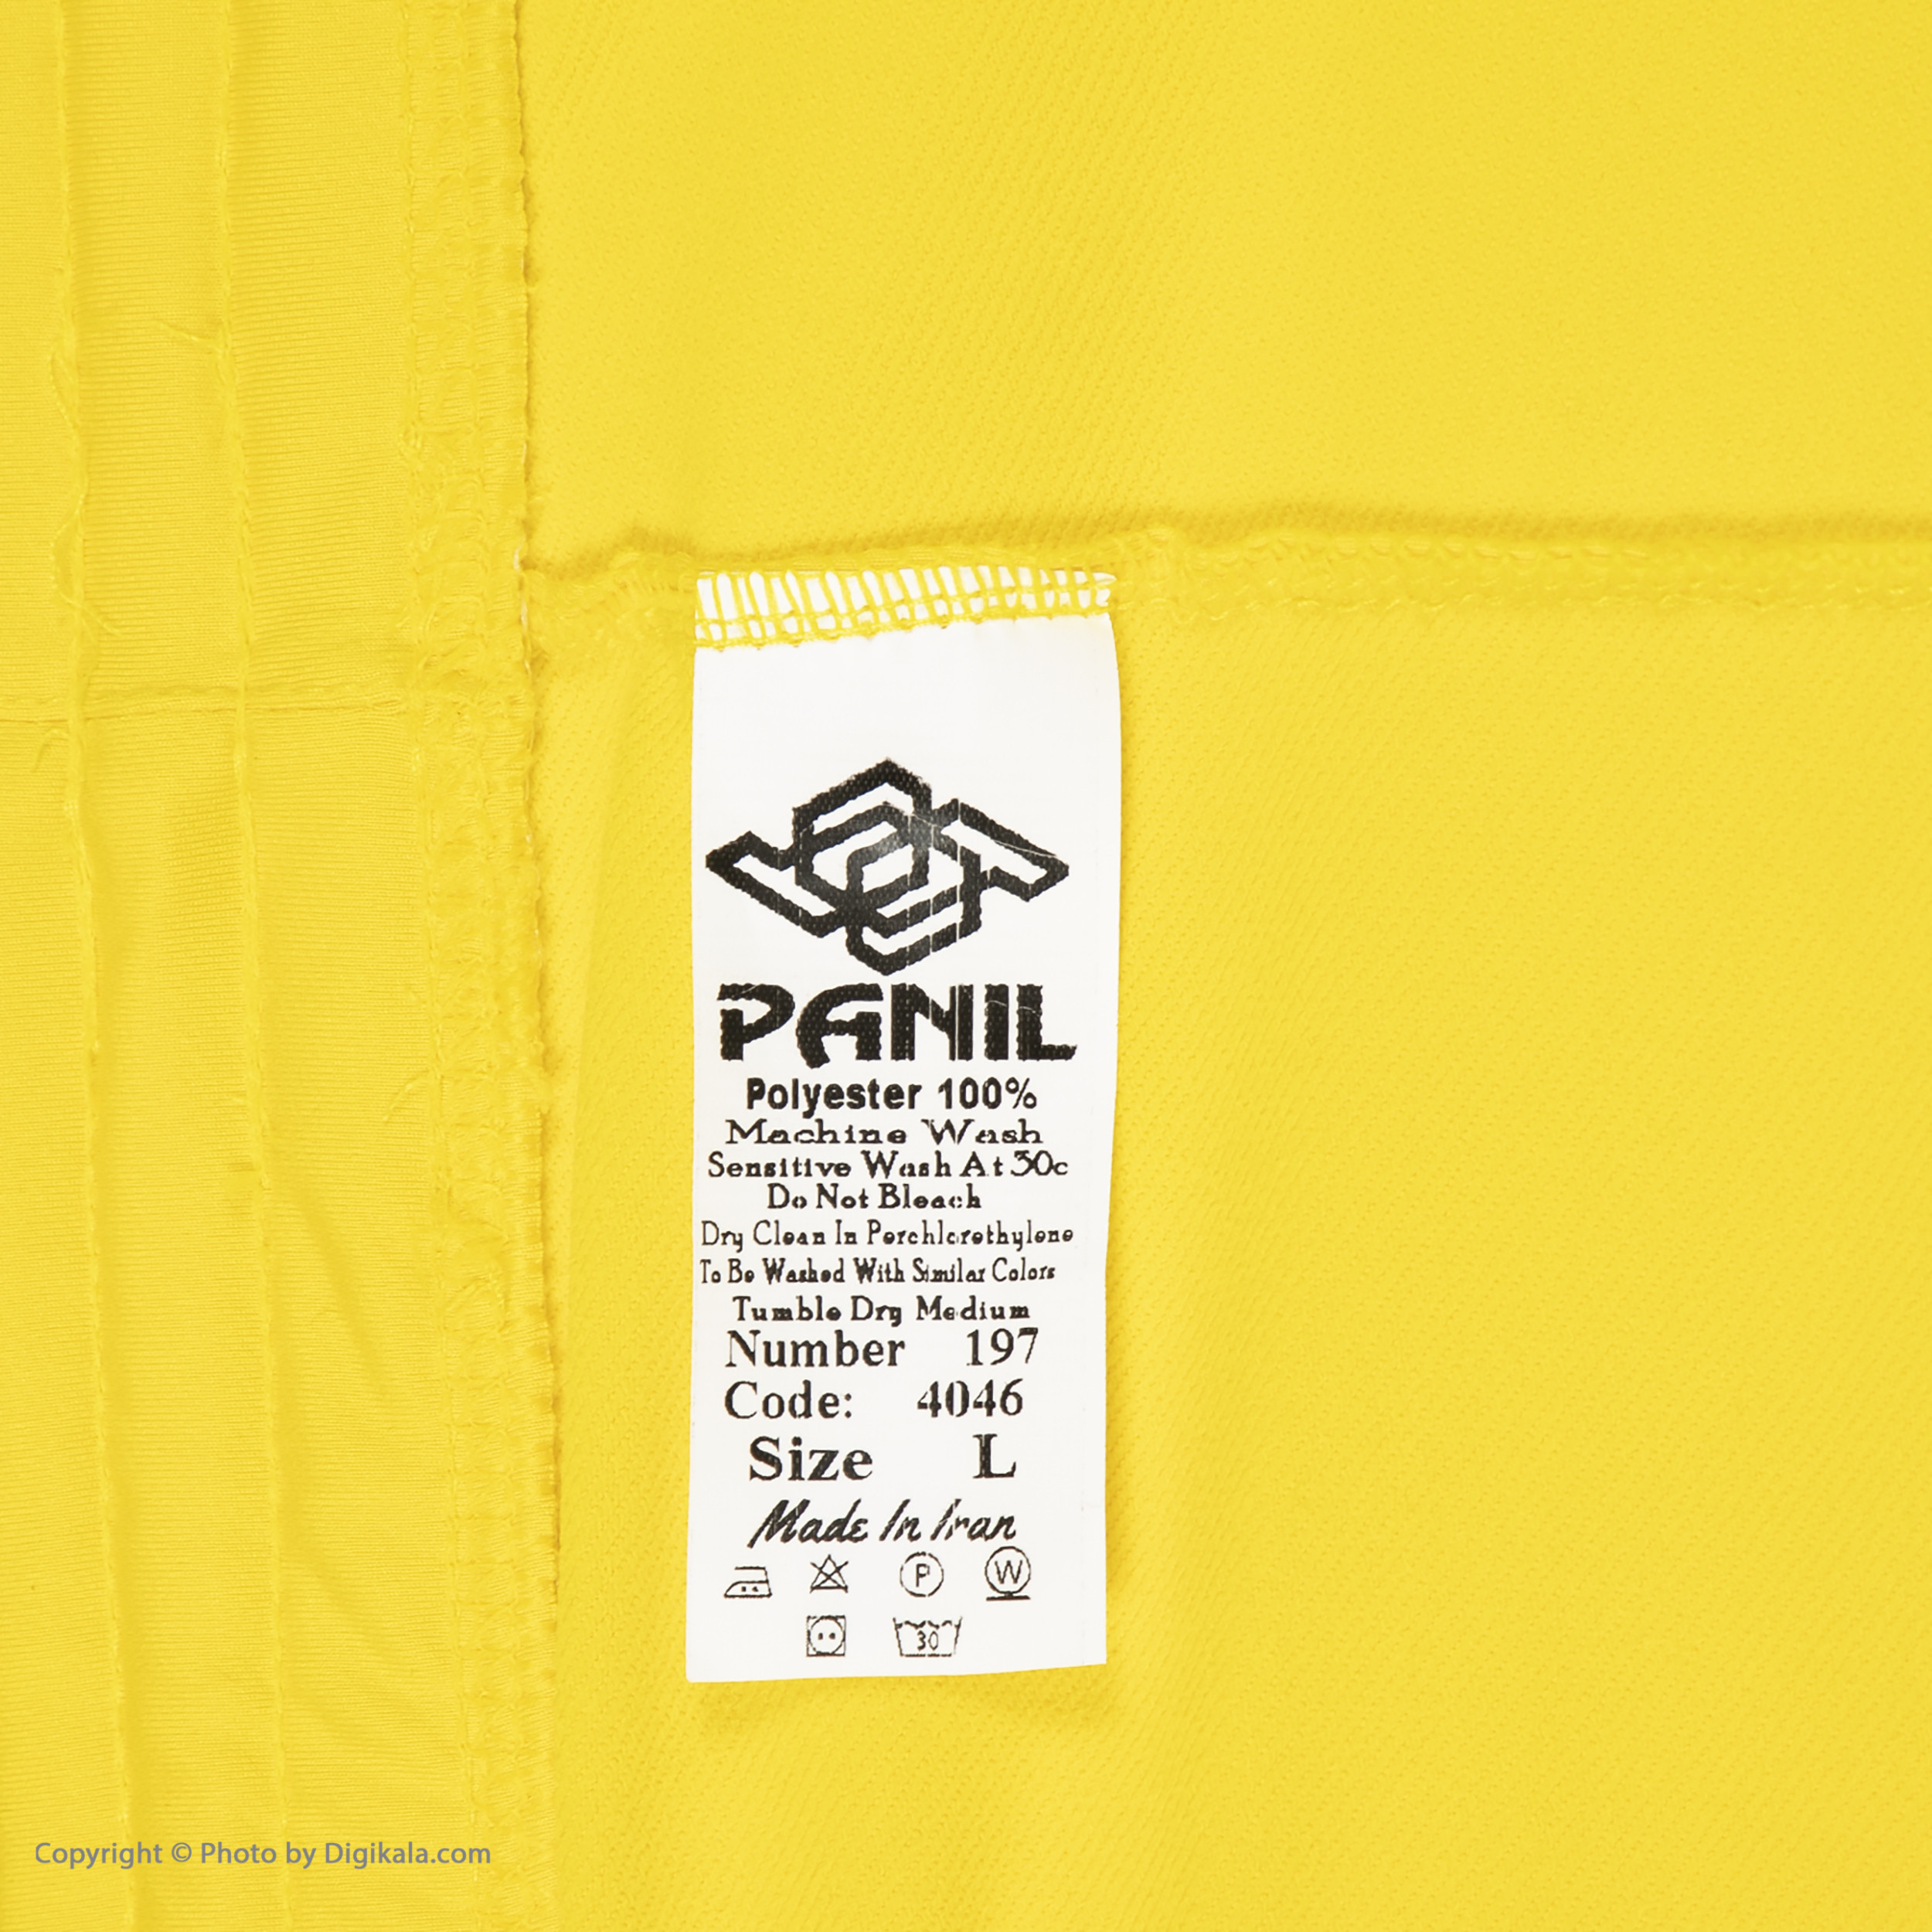 PANIL
Polyester 100%
Machine Wash
Sensitive Wash At 30c
Do Not Bleach
Dry Clean In Perchlorethylene
To Be Washed With Similar Colors
Tumble Dry Medium
Number 197
Code: 4046
Size L
Made In Iran
P W
30
Copyright © Photo by Digikala.com